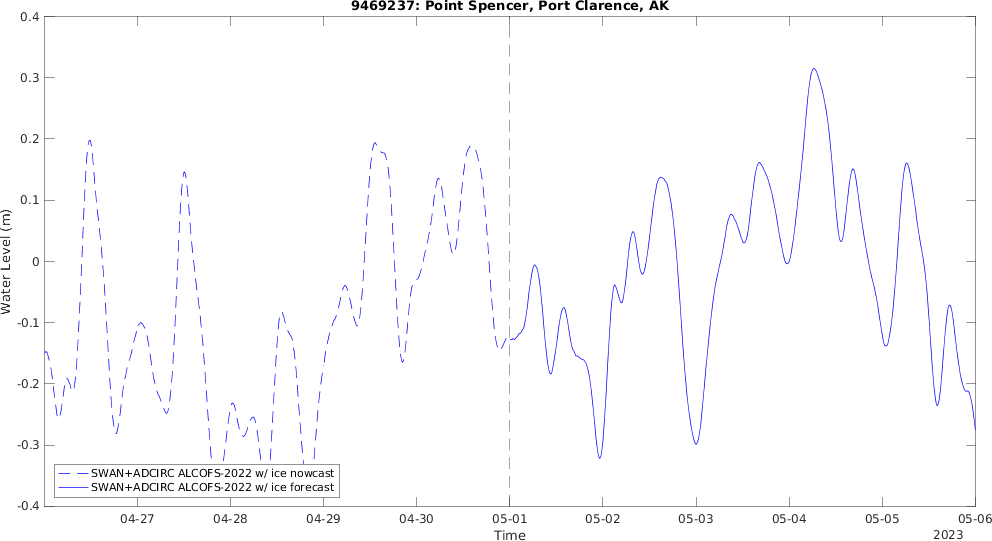 9469237: Point Spencer, Port Clarence, AK
0.4
0.3
0.2
0.1
0
-0.1
-0.2
-0.3
-0.4
Water Level (m)
SWAN+ADCIRC ALCOFS-2022 w/ ice nowcast
SWAN+ADCIRC ALCOFS-2022 w/ ice forecast
04-27 04-28 04-29 04-30 05-01 05-02 05-03 05-04 05-05 05-06
Time
2023